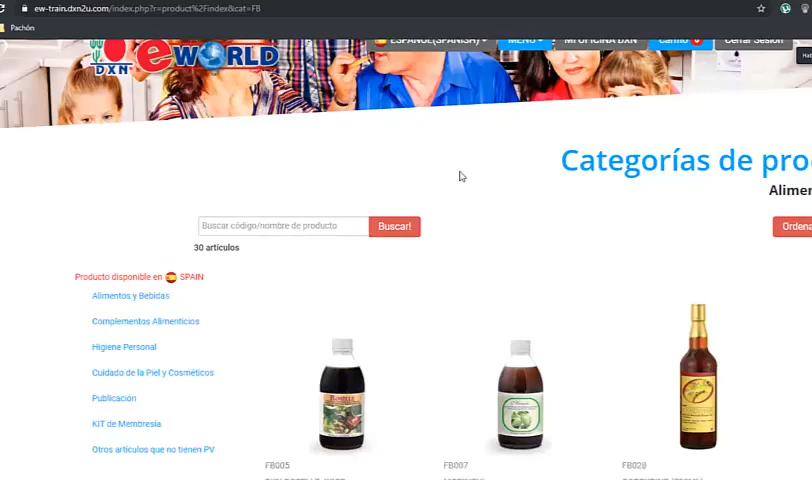 ew-train.dxn2u.com/index.php?r=product%2Findex&cat=FB
Pachón
ESPAÑOL(SPANISH)
MENÚ
MI OFICINA DXN
Carrito 0
Cerrar Sesión
Hab
DXN eWORLD
Categorías de pro
Alimen
Buscar código/nombre de producto
Buscar!
Ordena
30 artículos
Producto disponible en SPAIN
Alimentos y Bebidas
Complementos Alimenticios
Higiene Personal
Cuidado de la Piel y Cosméticos
Publicación
KIT de Membresía
Otros artículos que no tienen PV
FB005
FB007
FB028